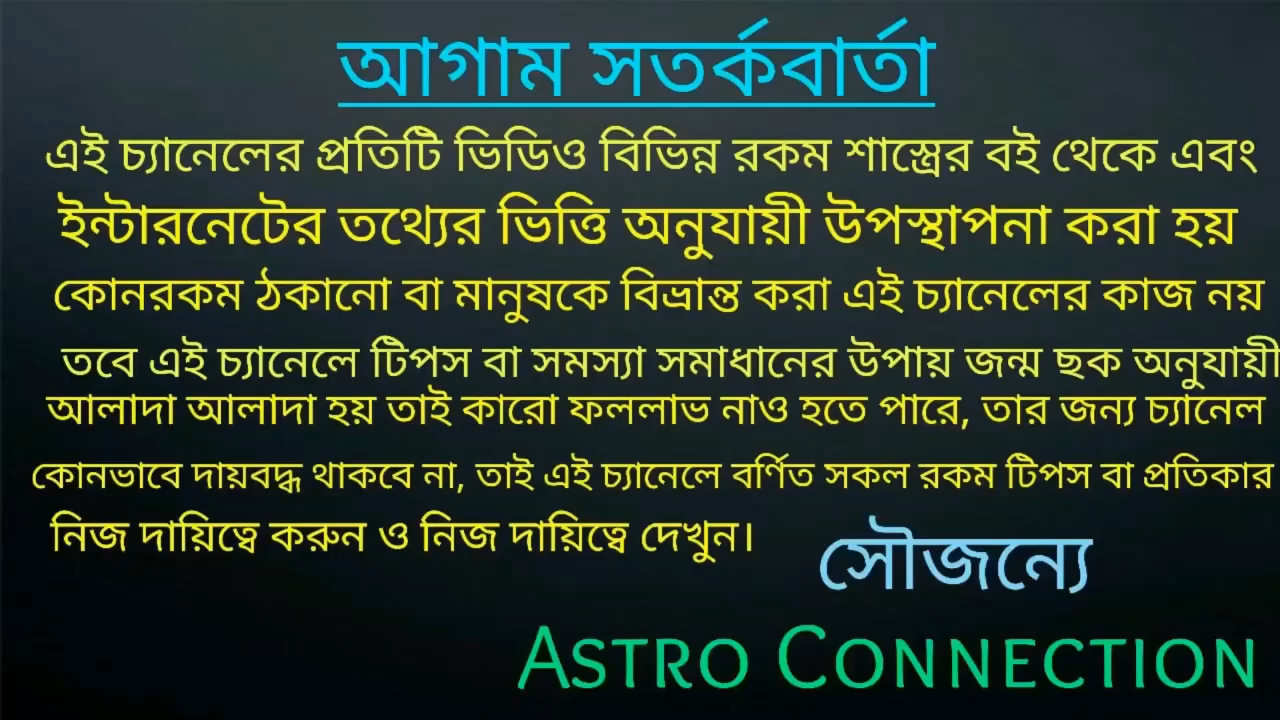 আগাম সতর্কবার্তা
এই চ্যানেলের প্রতিটি ভিডিও বিভিন্ন রকম শাস্ত্রের বই থেকে এবং
ইন্টারনেটের তথ্যের ভিত্তি অনুযায়ী উপস্থাপনা করা হয়
কোনরকম ঠকানো বা মানুষকে বিভ্রান্ত করা এই চ্যানেলের কাজ নয়
তবে এই চ্যানেলে টিপস বা সমস্যা সমাধানের উপায় জন্ম ছক অনুযায়ী
আলাদা আলাদা হয় তাই কারো ফললাভ নাও হতে পারে, তার জন্য চ্যানেল
কোনভাবে দায়বদ্ধ থাকবে না, তাই এই চ্যানেলে বর্ণিত সকল রকম টিপস বা প্রতিকার
নিজ দায়িত্বে করুন ও নিজ দায়িত্বে দেখুন।
সৌজন্যে
ASTRO CONNECTION